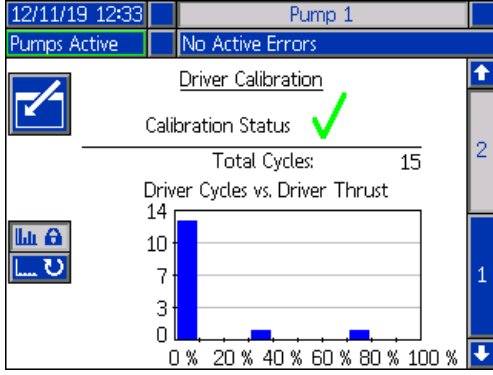 12/11/19 12:33 Pump 1
Pumps Active No Active Errors
Driver Calibration
Calibration Status
Total Cycles: 15
Driver Cycles vs. Driver Thrust
14
10
7
3
0
0 % 20 % 40 % 60 % 80 % 100 %
2
1